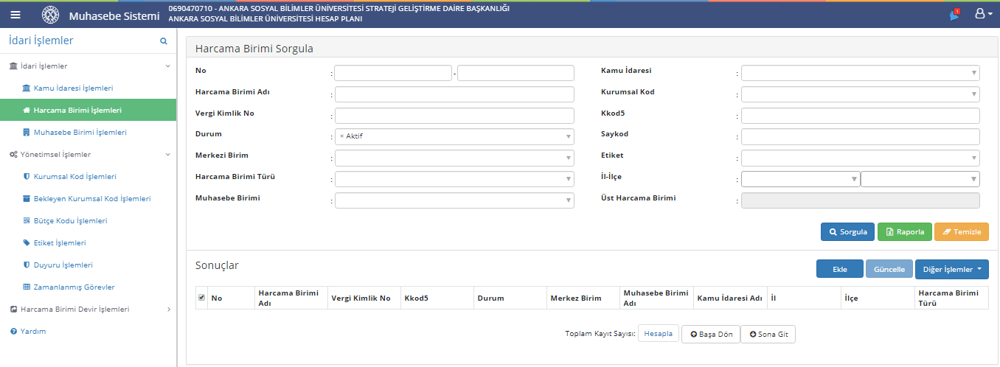 Muhasebe Sistemi
0690470710 - ANKARA SOSYAL BİLİMLER ÜNİVERSİTESİ STRATEJİ GELİŞTİRME DAİRE BAŞKANLIĞI
ANKARA SOSYAL BİLİMLER ÜNİVERSİTESİ HESAP PLANI
1
İdari İşlemler
İdari İşlemler
Kamu İdaresi İşlemleri
Harcama Birimi İşlemleri
Muhasebe Birimi İşlemleri
Yönetimsel İşlemler
Kurumsal Kod İşlemleri
Bekleyen Kurumsal Kod İşlemleri
Bütçe Kodu İşlemleri
Etiket İşlemleri
Duyuru İşlemleri
Zamanlanmış Görevler
Harcama Birimi Devir İşlemleri
Yardım
Harcama Birimi Sorgula
No : -
Harcama Birimi Adı :
Vergi Kimlik No :
Durum : × Aktif
Merkezi Birim :
Harcama Birimi Türü :
Muhasebe Birimi :
Kamu İdaresi :
Kurumsal Kod :
Kkod5 :
Saykod :
Etiket :
İl-İlçe :
Üst Harcama Birimi :
Sorgula Raporla Temizle
Sonuçlar
Ekle Güncelle Diğer İşlemler
No Harcama Birimi Adı Vergi Kimlik No Kkod5 Durum Merkez Birim Muhasebe Birimi Adı Kamu İdaresi Adı İl İlçe Harcama Birimi Türü
Toplam Kayıt Sayısı: Hesapla Başa Dön Sona Git